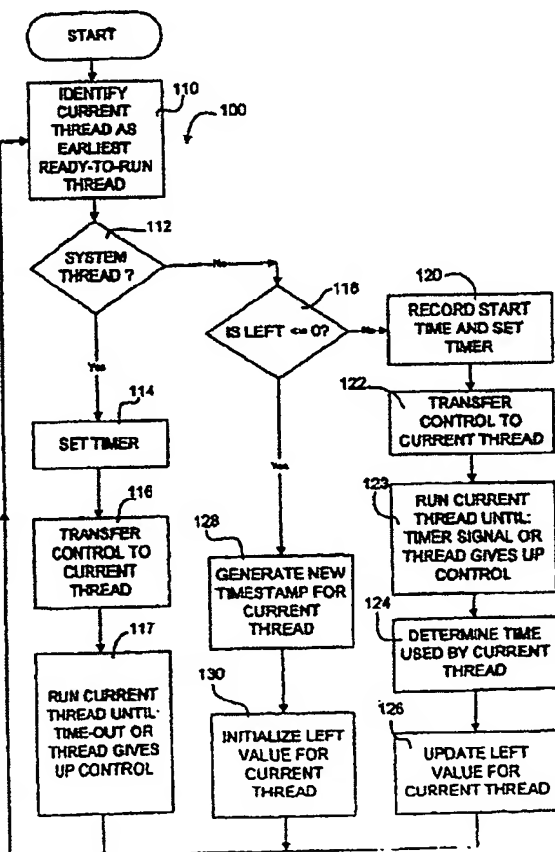 START
110
IDENTIFY
CURRENT
THREAD AS
EARLIEST
READY-TO-RUN
THREAD
100
112
SYSTEM
THREAD ?
No
Yes
114
SET TIMER
116
TRANSFER
CONTROL TO
CURRENT
THREAD
117
RUN CURRENT
THREAD UNTIL:
TIME-OUT OR
THREAD GIVES
UP CONTROL
118
IS LEFT <= 0?
No
Yes
128
GENERATE NEW
TIMESTAMP FOR
CURRENT
THREAD
130
INITIALIZE LEFT
VALUE FOR
CURRENT
THREAD
120
RECORD START
TIME AND SET
TIMER
122
TRANSFER
CONTROL TO
CURRENT THREAD
123
RUN CURRENT
THREAD UNTIL:
TIMER SIGNAL OR
THREAD GIVES UP
CONTROL
124
DETERMINE TIME
USED BY CURRENT
THREAD
126
UPDATE LEFT
VALUE FOR
CURRENT THREAD